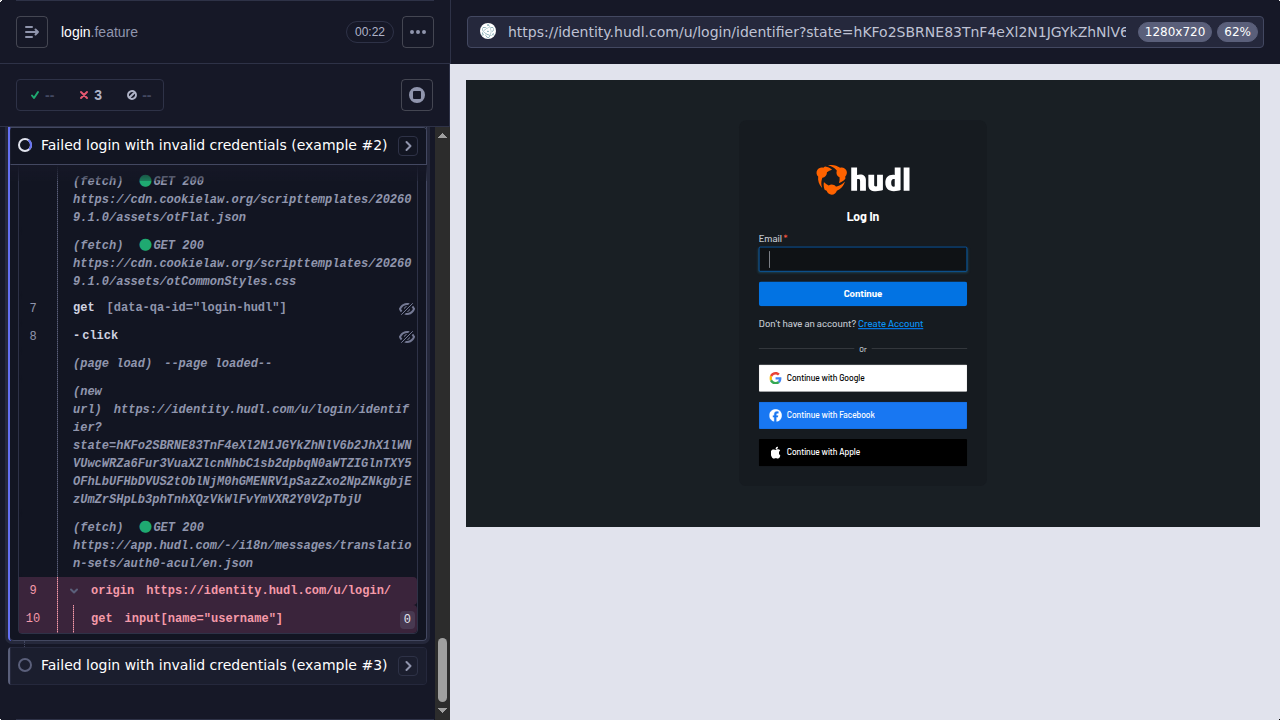 login.feature
00:22
--
3
--
Failed login with invalid credentials (example #2)
(fetch) GET 200
https://cdn.cookielaw.org/scripttemplates/20260
9.1.0/assets/otFlat.json
(fetch) GET 200
https://cdn.cookielaw.org/scripttemplates/20260
9.1.0/assets/otCommonStyles.css
7 get [data-qa-id="login-hudl"]
8 -click
(page load) --page loaded--
(new
url) https://identity.hudl.com/u/login/identif
ier?
state=hKFo2SBRNE83TnF4eXl2N1JGYkZhNlV6b2JhX1lWN
VUwcWRZa6Fur3VuaXZlcnNhbC1sb2dpbqN0aWTZIGlnTXY5
OFhLbUFHbDVUS2tOblNjM0hGMENRV1pSazZxo2NpZNkgbjE
zUmZrSHpLb3phTnhXQzVkWlFvYmVXR2Y0V2pTbjU
(fetch) GET 200
https://app.hudl.com/-/i18n/messages/translatio
n-sets/auth0-acul/en.json
9 origin https://identity.hudl.com/u/login/
10 get input[name="username"] 0
Failed login with invalid credentials (example #3)
https://identity.hudl.com/u/login/identifier?state=hKFo2SBRNE83TnF4eXl2N1JGYkZhNlV6
1280x720
62%
hudl
Log In
Email *
Continue
Don't have an account? Create Account
Or
Continue with Google
Continue with Facebook
Continue with Apple